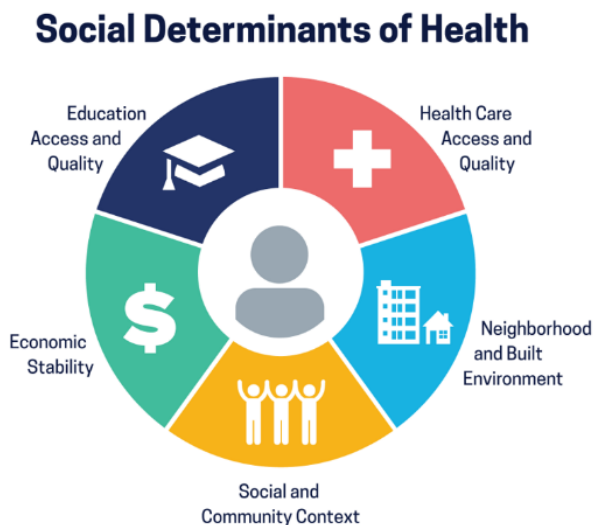 Social Determinants of Health
Education
Access and
Quality
Health Care
Access and
Quality
Economic
Stability
Neighborhood
and Built
Environment
Social and
Community Context